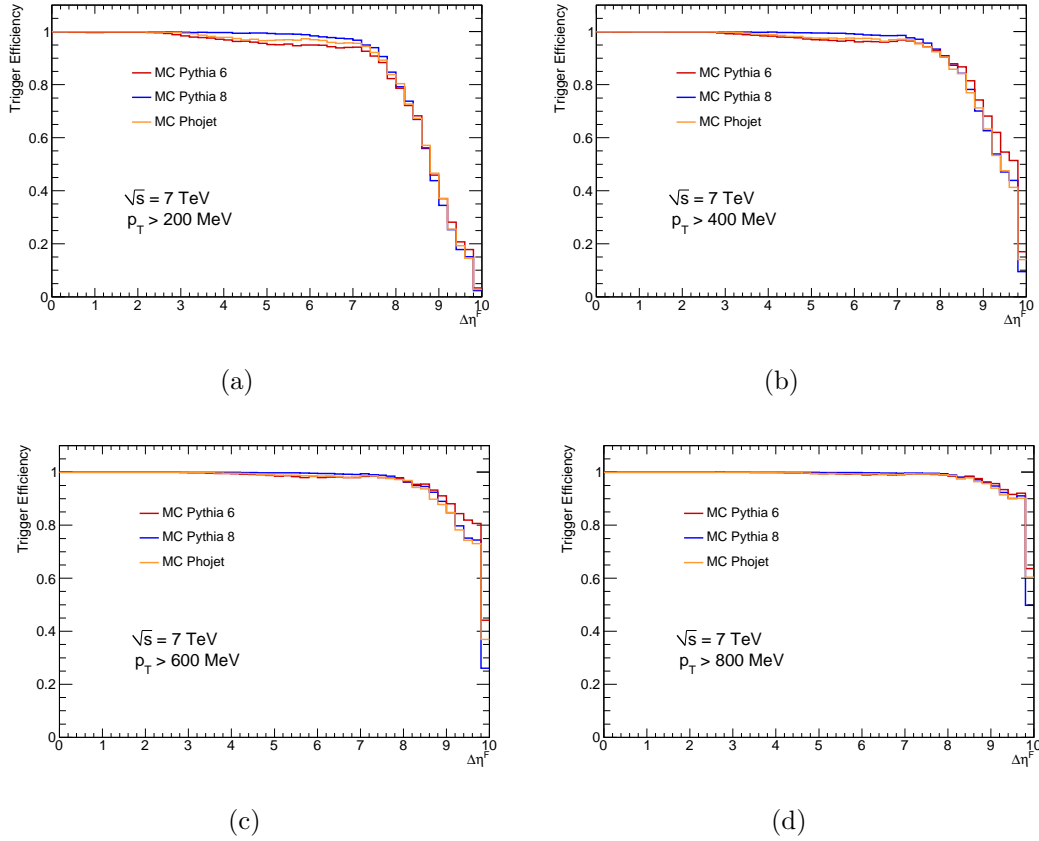 Trigger Efficiency
1
0.8
0.6
0.4
0.2
0
MC Pythia 6
MC Pythia 8
MC Phojet
√s = 7 TeV
p_T > 200 MeV
0 1 2 3 4 5 6 7 8 9 10
Δη^F
(a)
Trigger Efficiency
1
0.8
0.6
0.4
0.2
0
MC Pythia 6
MC Pythia 8
MC Phojet
√s = 7 TeV
p_T > 400 MeV
0 1 2 3 4 5 6 7 8 9 10
Δη^F
(b)
Trigger Efficiency
1
0.8
0.6
0.4
0.2
0
MC Pythia 6
MC Pythia 8
MC Phojet
√s = 7 TeV
p_T > 600 MeV
0 1 2 3 4 5 6 7 8 9 10
Δη^F
(c)
Trigger Efficiency
1
0.8
0.6
0.4
0.2
0
MC Pythia 6
MC Pythia 8
MC Phojet
√s = 7 TeV
p_T > 800 MeV
0 1 2 3 4 5 6 7 8 9 10
Δη^F
(d)